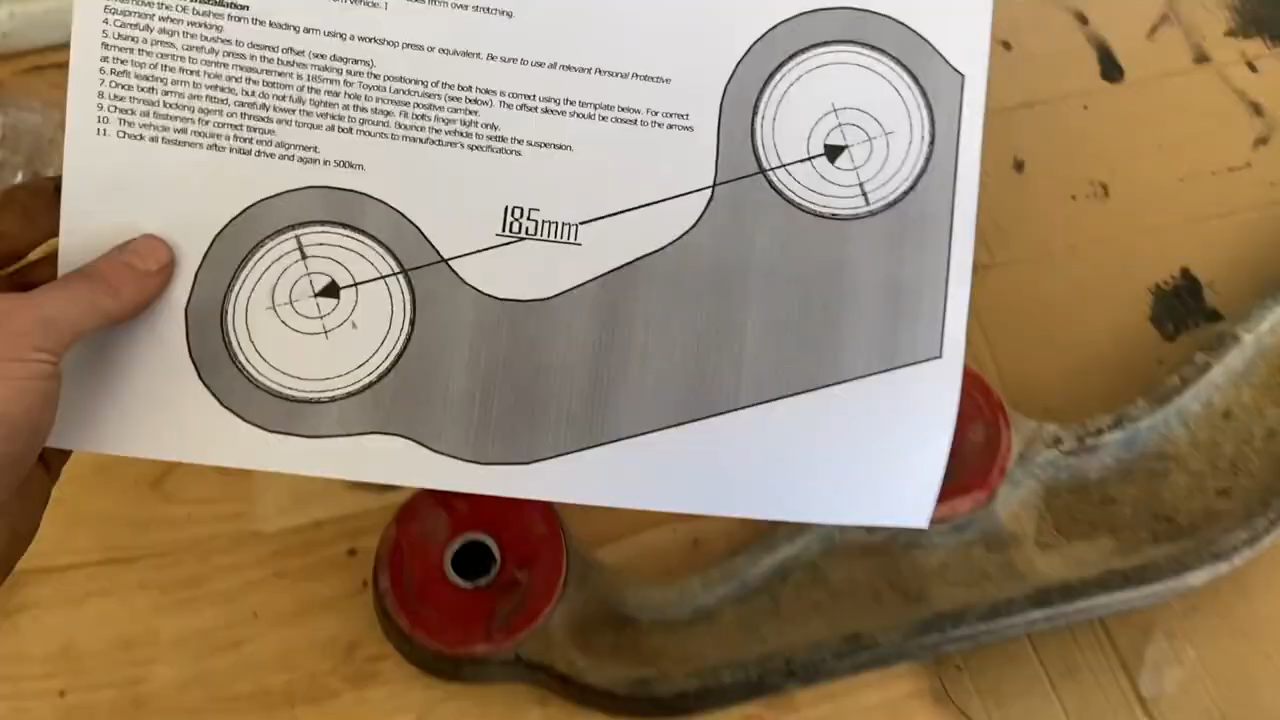 installation
the OE bushes from the leading arm using a workshop press or equivalent. Be sure to use all relevant Personal Protective
Equipment when working.
4. Carefully align the bushes to desired offset (see diagrams).
5. Using a press, carefully press in the bushes making sure the positioning of the bolt holes is correct using the template below. For correct
fitment the centre to centre measurement is 185mm for Toyota Landcruisers (see below). The offset sleeve should be closest to the arrows
at the top of the front hole and the bottom of the rear hole to increase positive camber.
6. Refit leading arm to vehicle, but do not fully tighten at this stage. Fit bolts finger tight only.
7. Once both arms are fitted, carefully lower the vehicle to ground. Bounce the vehicle to settle the suspension.
8. Use thread locking agent on threads and torque all bolt mounts to manufacturer's specifications.
9. Check all fasteners for correct torque.
10. The vehicle will require a front end alignment.
11. Check all fasteners after initial drive and again in 500km.
185mm